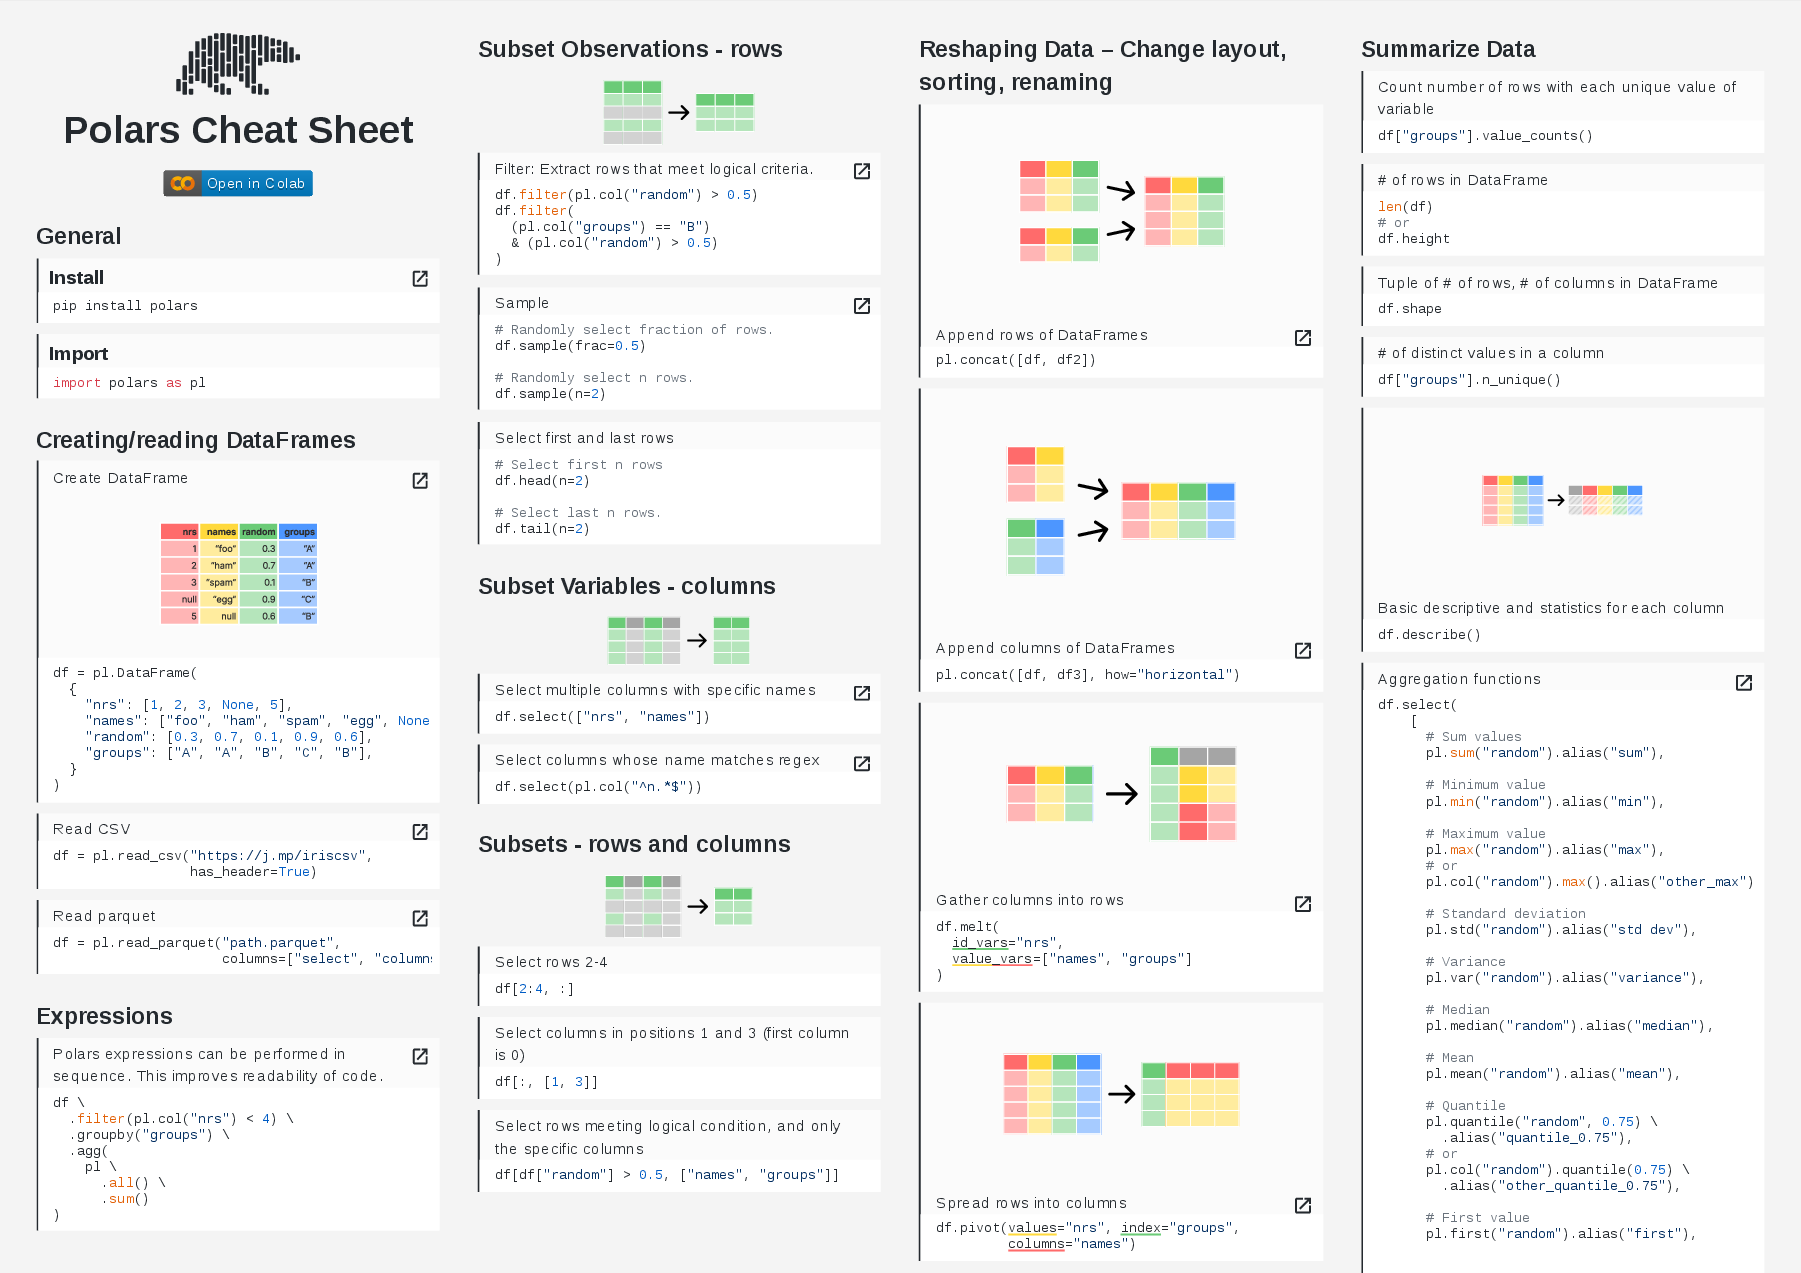 Polars Cheat Sheet
Open in Colab
General
Install
pip install polars
Import
import polars as pl
Creating/reading DataFrames
Create DataFrame
nrs names random groups
1 "foo" 0.3 "A"
2 "ham" 0.7 "A"
3 "spam" 0.1 "B"
null "egg" 0.9 "C"
5 null 0.6 "B"
df = pl.DataFrame(
  {
    "nrs": [1, 2, 3, None, 5],
    "names": ["foo", "ham", "spam", "egg", None
    "random": [0.3, 0.7, 0.1, 0.9, 0.6],
    "groups": ["A", "A", "B", "C", "B"],
  }
)
Read CSV
df = pl.read_csv("https://j.mp/iriscsv",
                 has_header=True)
Read parquet
df = pl.read_parquet("path.parquet",
                     columns=["select", "columns
Expressions
Polars expressions can be performed in
sequence. This improves readability of code.
df \
  .filter(pl.col("nrs") < 4) \
  .groupby("groups") \
  .agg(
    pl \
      .all() \
      .sum()
)
Subset Observations - rows
Filter: Extract rows that meet logical criteria.
df.filter(pl.col("random") > 0.5)
df.filter(
  (pl.col("groups") == "B")
  & (pl.col("random") > 0.5)
)
Sample
# Randomly select fraction of rows.
df.sample(frac=0.5)
# Randomly select n rows.
df.sample(n=2)
Select first and last rows
# Select first n rows
df.head(n=2)
# Select last n rows.
df.tail(n=2)
Subset Variables - columns
Select multiple columns with specific names
df.select(["nrs", "names"])
Select columns whose name matches regex
df.select(pl.col("^n.*$"))
Subsets - rows and columns
Select rows 2-4
df[2:4, :]
Select columns in positions 1 and 3 (first column
is 0)
df[:, [1, 3]]
Select rows meeting logical condition, and only
the specific columns
df[df["random"] > 0.5, ["names", "groups"]]
Reshaping Data – Change layout,
sorting, renaming
Append rows of DataFrames
pl.concat([df, df2])
Append columns of DataFrames
pl.concat([df, df3], how="horizontal")
Gather columns into rows
df.melt(
  id_vars="nrs",
  value_vars=["names", "groups"]
)
Spread rows into columns
df.pivot(values="nrs", index="groups",
         columns="names")
Summarize Data
Count number of rows with each unique value of
variable
df["groups"].value_counts()
# of rows in DataFrame
len(df)
# or
df.height
Tuple of # of rows, # of columns in DataFrame
df.shape
# of distinct values in a column
df["groups"].n_unique()
Basic descriptive and statistics for each column
df.describe()
Aggregation functions
df.select(
    [
      # Sum values
      pl.sum("random").alias("sum"),
      # Minimum value
      pl.min("random").alias("min"),
      # Maximum value
      pl.max("random").alias("max"),
      # or
      pl.col("random").max().alias("other_max")
      # Standard deviation
      pl.std("random").alias("std dev"),
      # Variance
      pl.var("random").alias("variance"),
      # Median
      pl.median("random").alias("median"),
      # Mean
      pl.mean("random").alias("mean"),
      # Quantile
      pl.quantile("random", 0.75) \
        .alias("quantile_0.75"),
      # or
      pl.col("random").quantile(0.75) \
        .alias("other_quantile_0.75"),
      # First value
      pl.first("random").alias("first"),